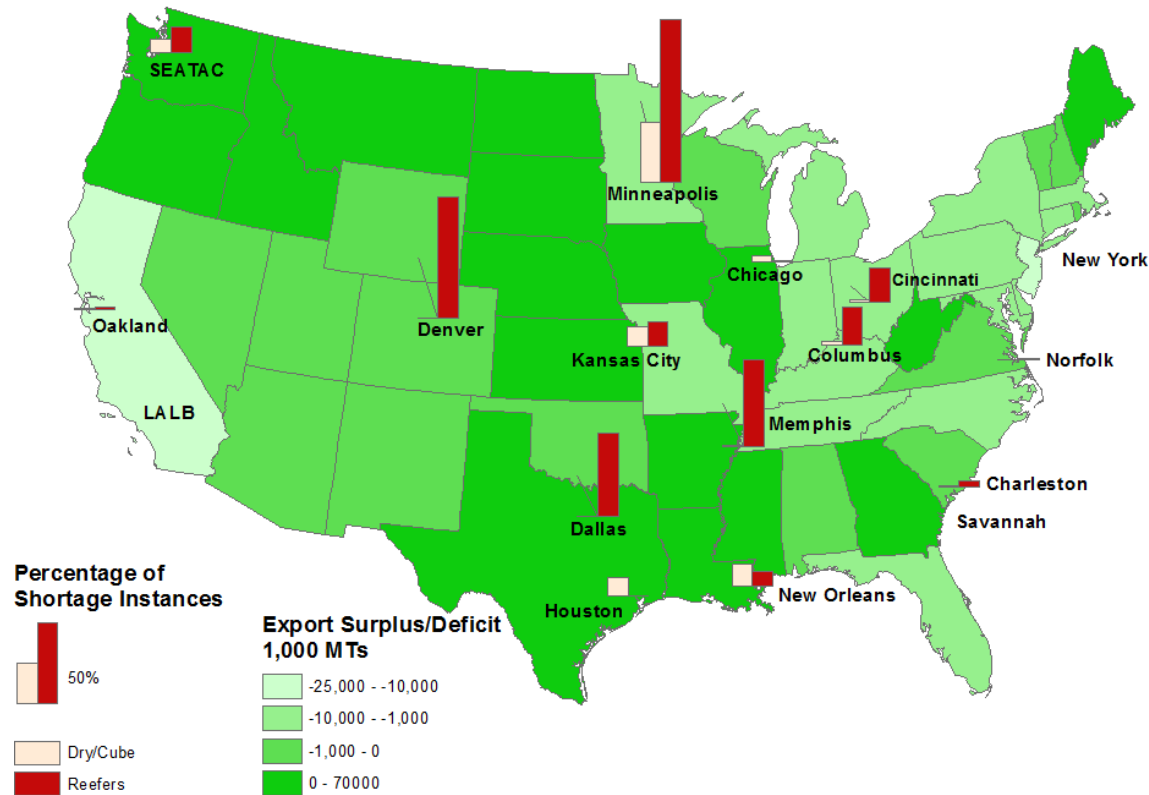 SEATAC
Minneapolis
Chicago
New York
Cincinnati
Oakland
Denver
Kansas City
Columbus
Norfolk
LALB
Memphis
Charleston
Savannah
Dallas
Houston
New Orleans
Percentage of
Shortage Instances
50%
Dry/Cube
Reefers
Export Surplus/Deficit
1,000 MTs
-25,000 - -10,000
-10,000 - -1,000
-1,000 - 0
0 - 70000